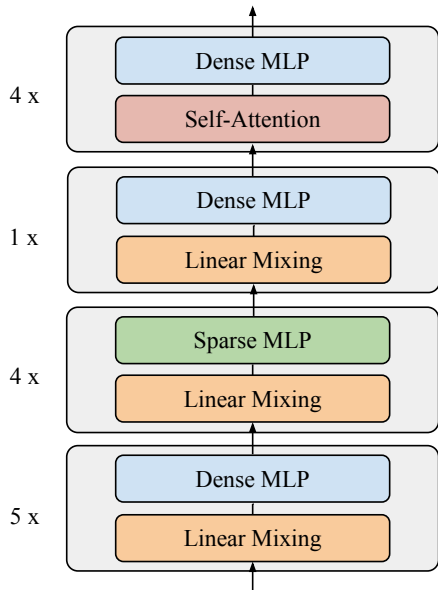 Dense MLP
4 x
Self-Attention
Dense MLP
1 x
Linear Mixing
Sparse MLP
4 x
Linear Mixing
Dense MLP
5 x
Linear Mixing